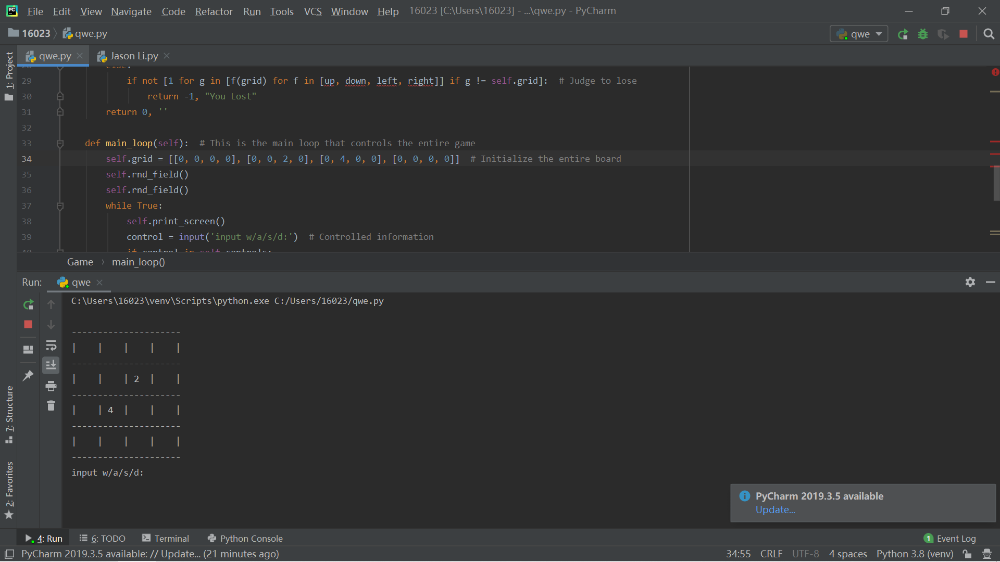 File Edit View Navigate Code Refactor Run Tools VCS Window Help 16023 [C:\Users\16023] - ...\qwe.py - PyCharm
16023 qwe.py
qwe
qwe.py Jason Li.py
1: Project
28 else:
29 if not [1 for g in [f(grid) for f in [up, down, left, right]] if g != self.grid]:  # Judge to lose
30 return -1, "You Lost"
31 return 0, ''
32
33 def main_loop(self):  # This is the main loop that controls the entire game
34 self.grid = [[0, 0, 0, 0], [0, 0, 2, 0], [0, 4, 0, 0], [0, 0, 0, 0]]  # Initialize the entire board
35 self.rnd_field()
36 self.rnd_field()
37 while True:
38 self.print_screen()
39 control = input('input w/a/s/d:')  # Controlled information
40 if control in self.controls:
Game › main_loop()
Run: qwe
C:\Users\16023\venv\Scripts\python.exe C:/Users/16023/qwe.py
---------------------
|    |    |    |    |
---------------------
|    |    | 2  |    |
---------------------
|    | 4  |    |    |
---------------------
|    |    |    |    |
---------------------
input w/a/s/d:
7: Structure
2: Favorites
PyCharm 2019.3.5 available
Update...
4: Run 6: TODO Terminal Python Console
1 Event Log
PyCharm 2019.3.5 available: // Update... (21 minutes ago)
34:55 CRLF UTF-8 4 spaces Python 3.8 (venv)